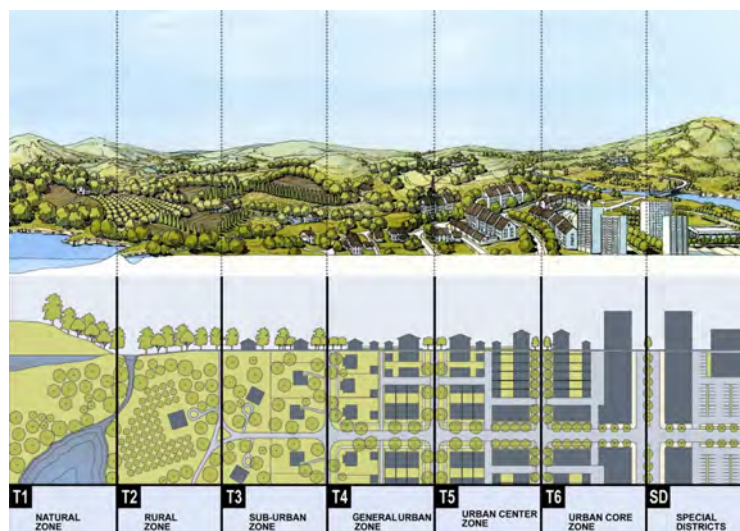 T1
NATURAL
ZONE
T2
RURAL
ZONE
T3
SUB-URBAN
ZONE
T4
GENERAL URBAN
ZONE
T5
URBAN CENTER
ZONE
T6
URBAN CORE
ZONE
SD
SPECIAL
DISTRICTS